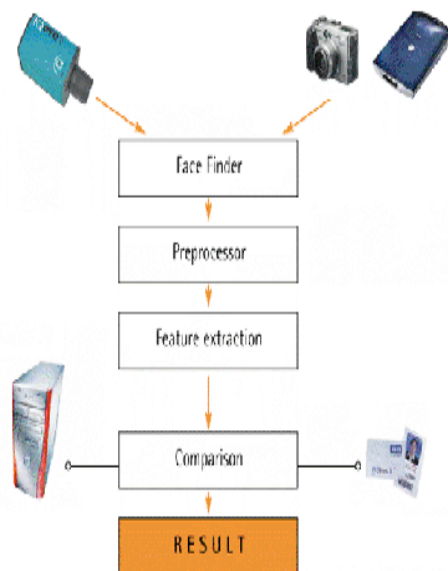 Face Finder
Preprocessor
Feature extraction
Comparison
RESULT